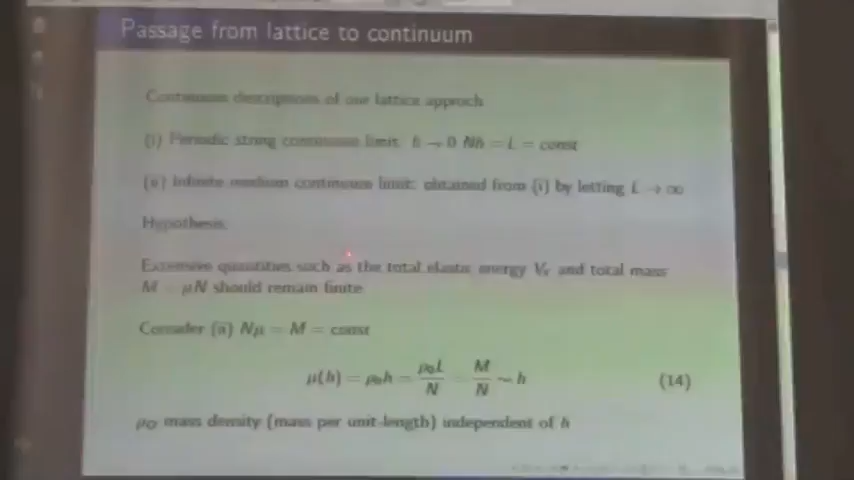 Passage from lattice to continuum
Continuum descriptions of our lattice approch
(i) Periodic string continuum limit: h → 0 Nh = L = const
(ii) Infinite medium continuum limit: obtained from (i) by letting L → ∞
Hypothesis:
Extensive quantities such as the total elastic energy and total mass
M = μN should remain finite
Consider (a) Nμ = M = const
μ(h) = ρ₀h = ρ₀L/N = M/N ~ h (14)
ρ₀ mass density (mass per unit-length) independent of h